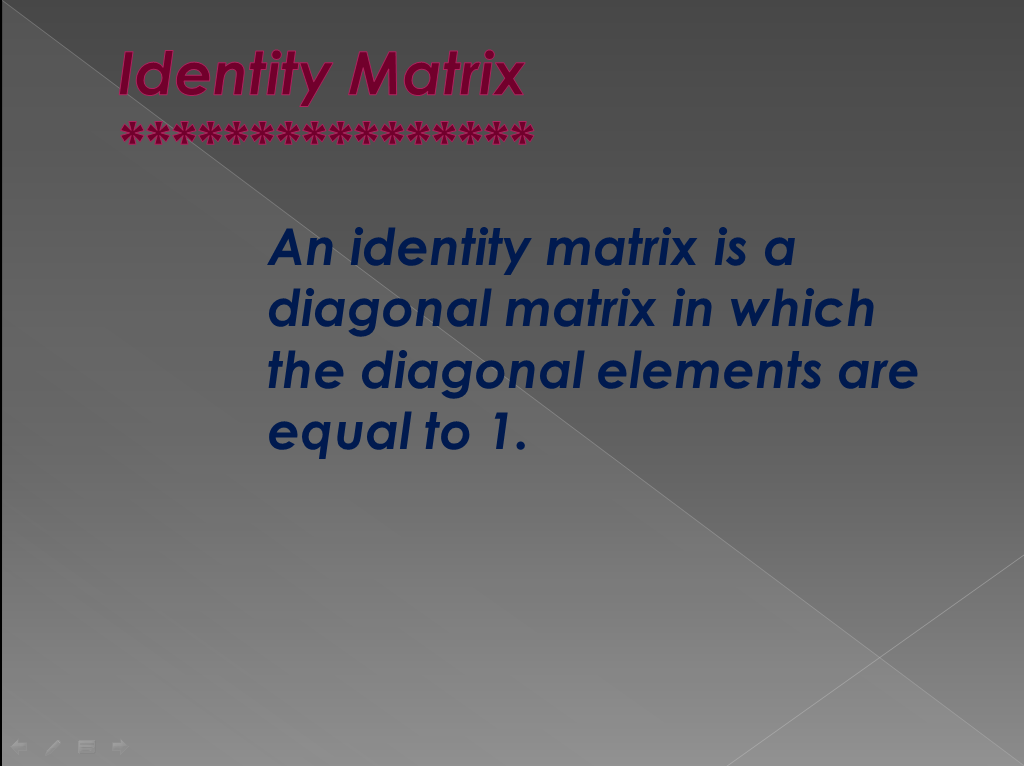 Identity Matrix
****************
An identity matrix is a
diagonal matrix in which
the diagonal elements are
equal to 1.